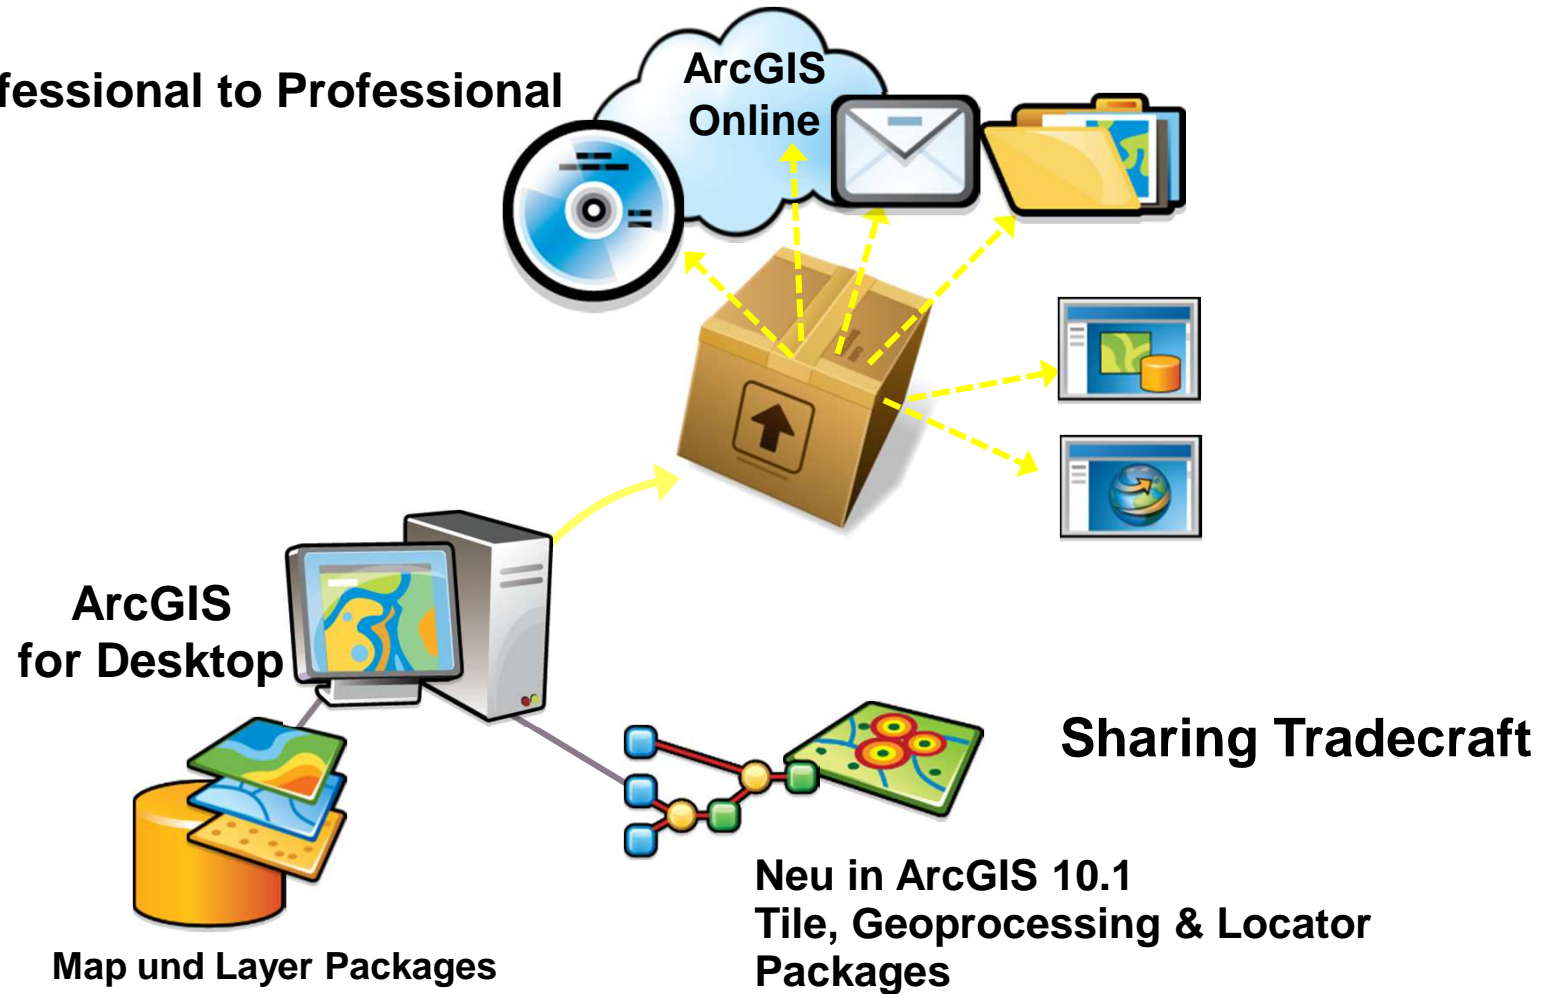 fessional to Professional
ArcGIS
Online
ArcGIS
for Desktop
Sharing Tradecraft
Neu in ArcGIS 10.1
Tile, Geoprocessing & Locator
Packages
Map und Layer Packages